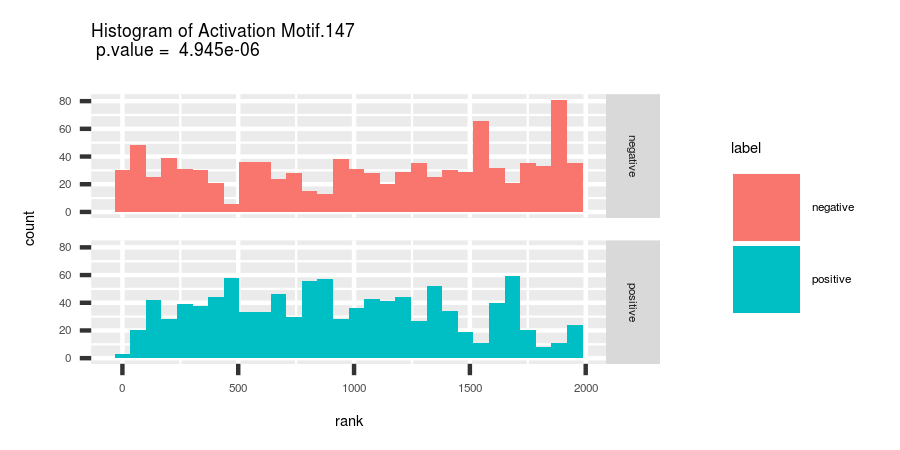 Histogram of Activation Motif.147
p.value = 4.945e-06
count
80
60
40
20
0
negative
80
60
40
20
0
positive
0 500 1000 1500 2000
rank
label
negative
positive